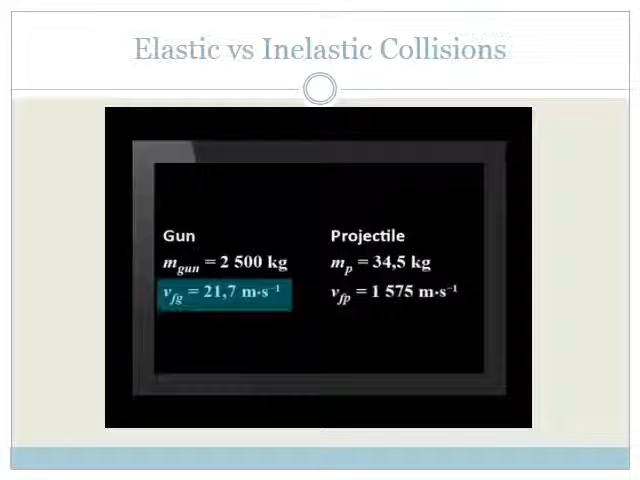 Elastic vs Inelastic Collisions
Gun
Projectile
m_gun = 2 500 kg
m_p = 34,5 kg
v_fg = 21,7 m·s⁻¹
v_fp = 1 575 m·s⁻¹